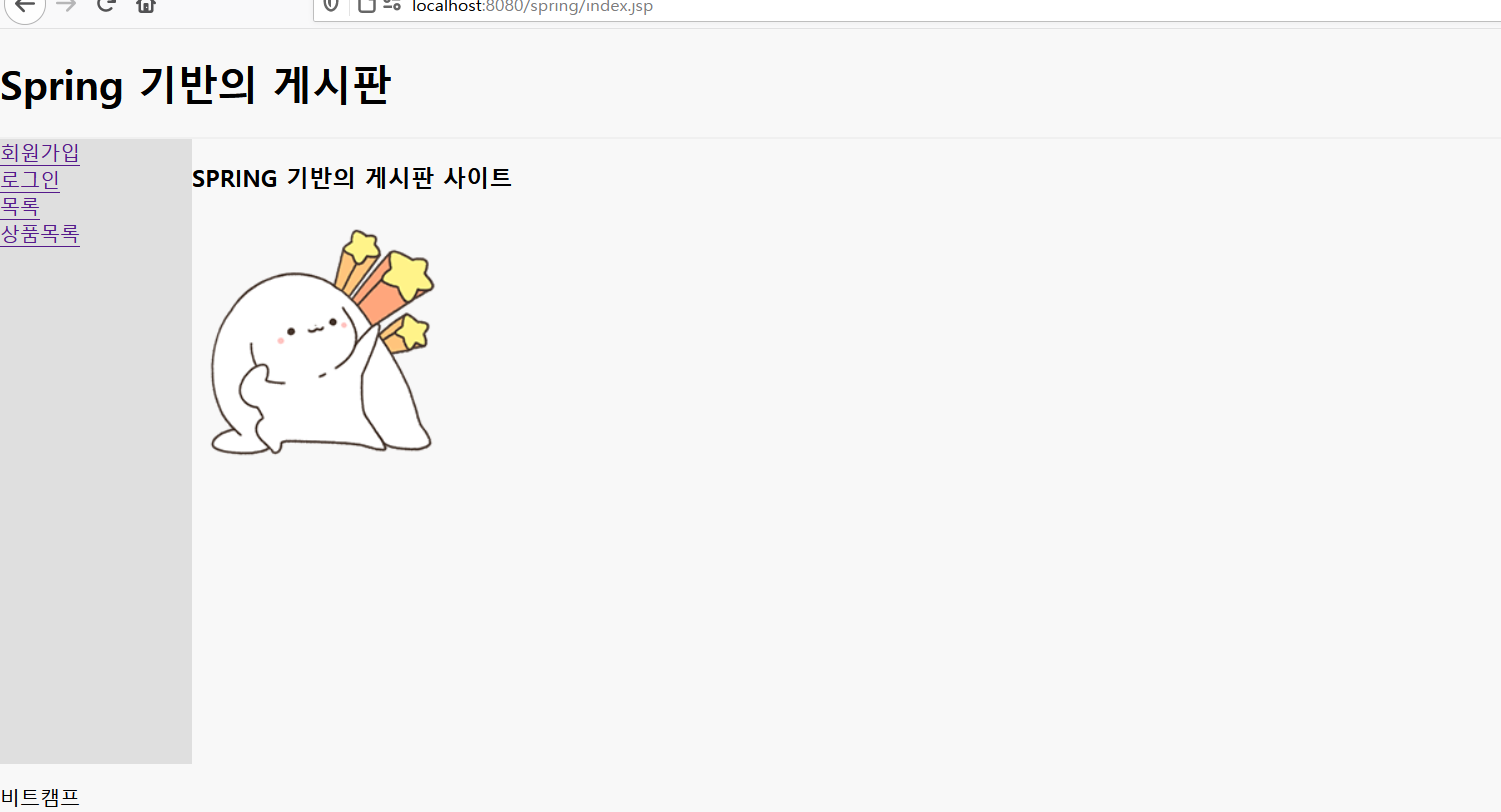 localhost:8080/spring/index.jsp
Spring 기반의 게시판
회원가입
로그인
목록
상품목록
SPRING 기반의 게시판 사이트
비트캠프